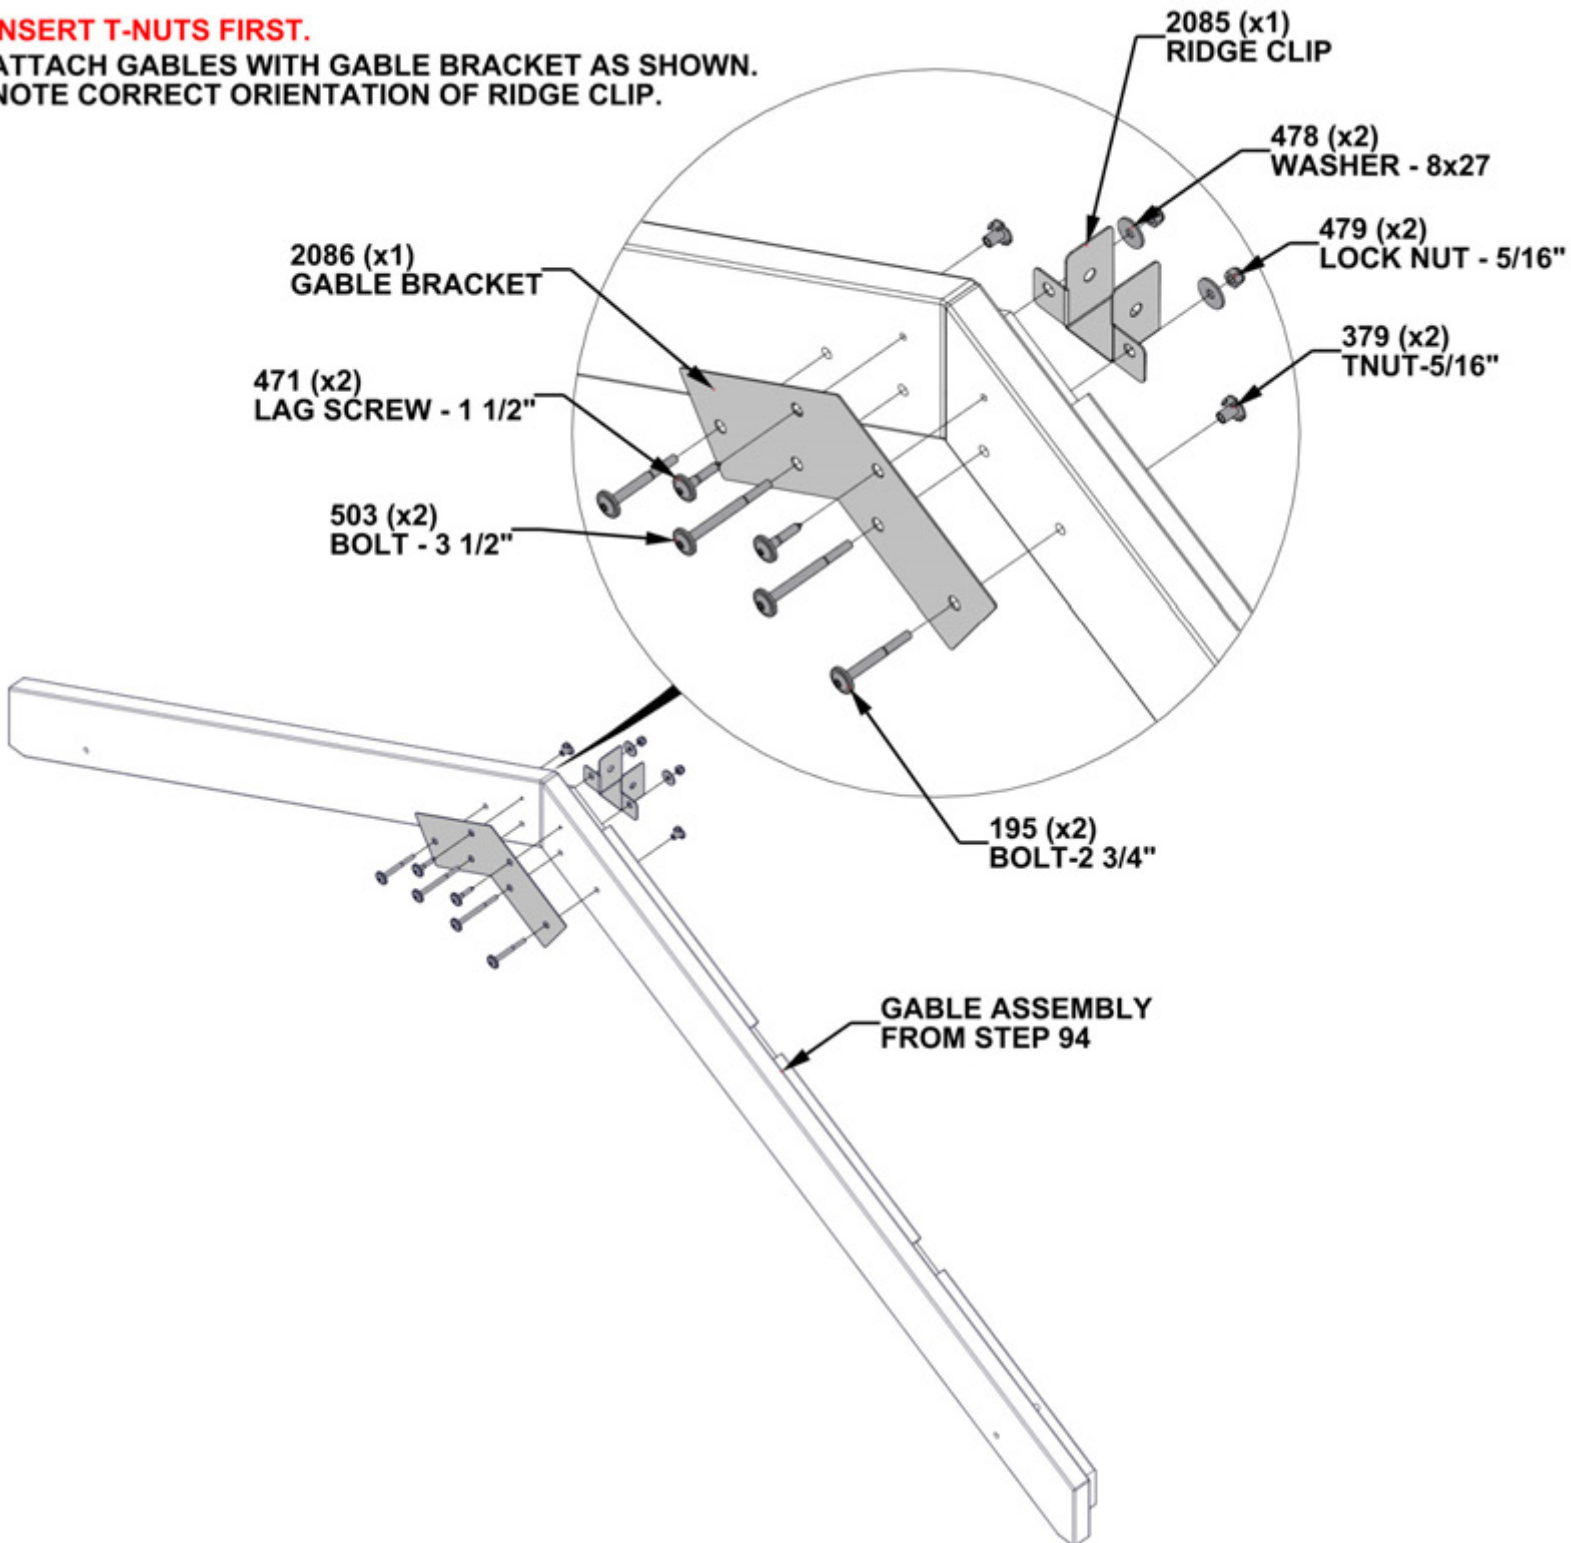 NSERT T-NUTS FIRST.
ATTACH GABLES WITH GABLE BRACKET AS SHOWN.
NOTE CORRECT ORIENTATION OF RIDGE CLIP.
2085 (x1)
RIDGE CLIP
478 (x2)
WASHER - 8x27
479 (x2)
LOCK NUT - 5/16"
2086 (x1)
GABLE BRACKET
379 (x2)
TNUT-5/16"
471 (x2)
LAG SCREW - 1 1/2"
503 (x2)
BOLT - 3 1/2"
195 (x2)
BOLT-2 3/4"
GABLE ASSEMBLY
FROM STEP 94